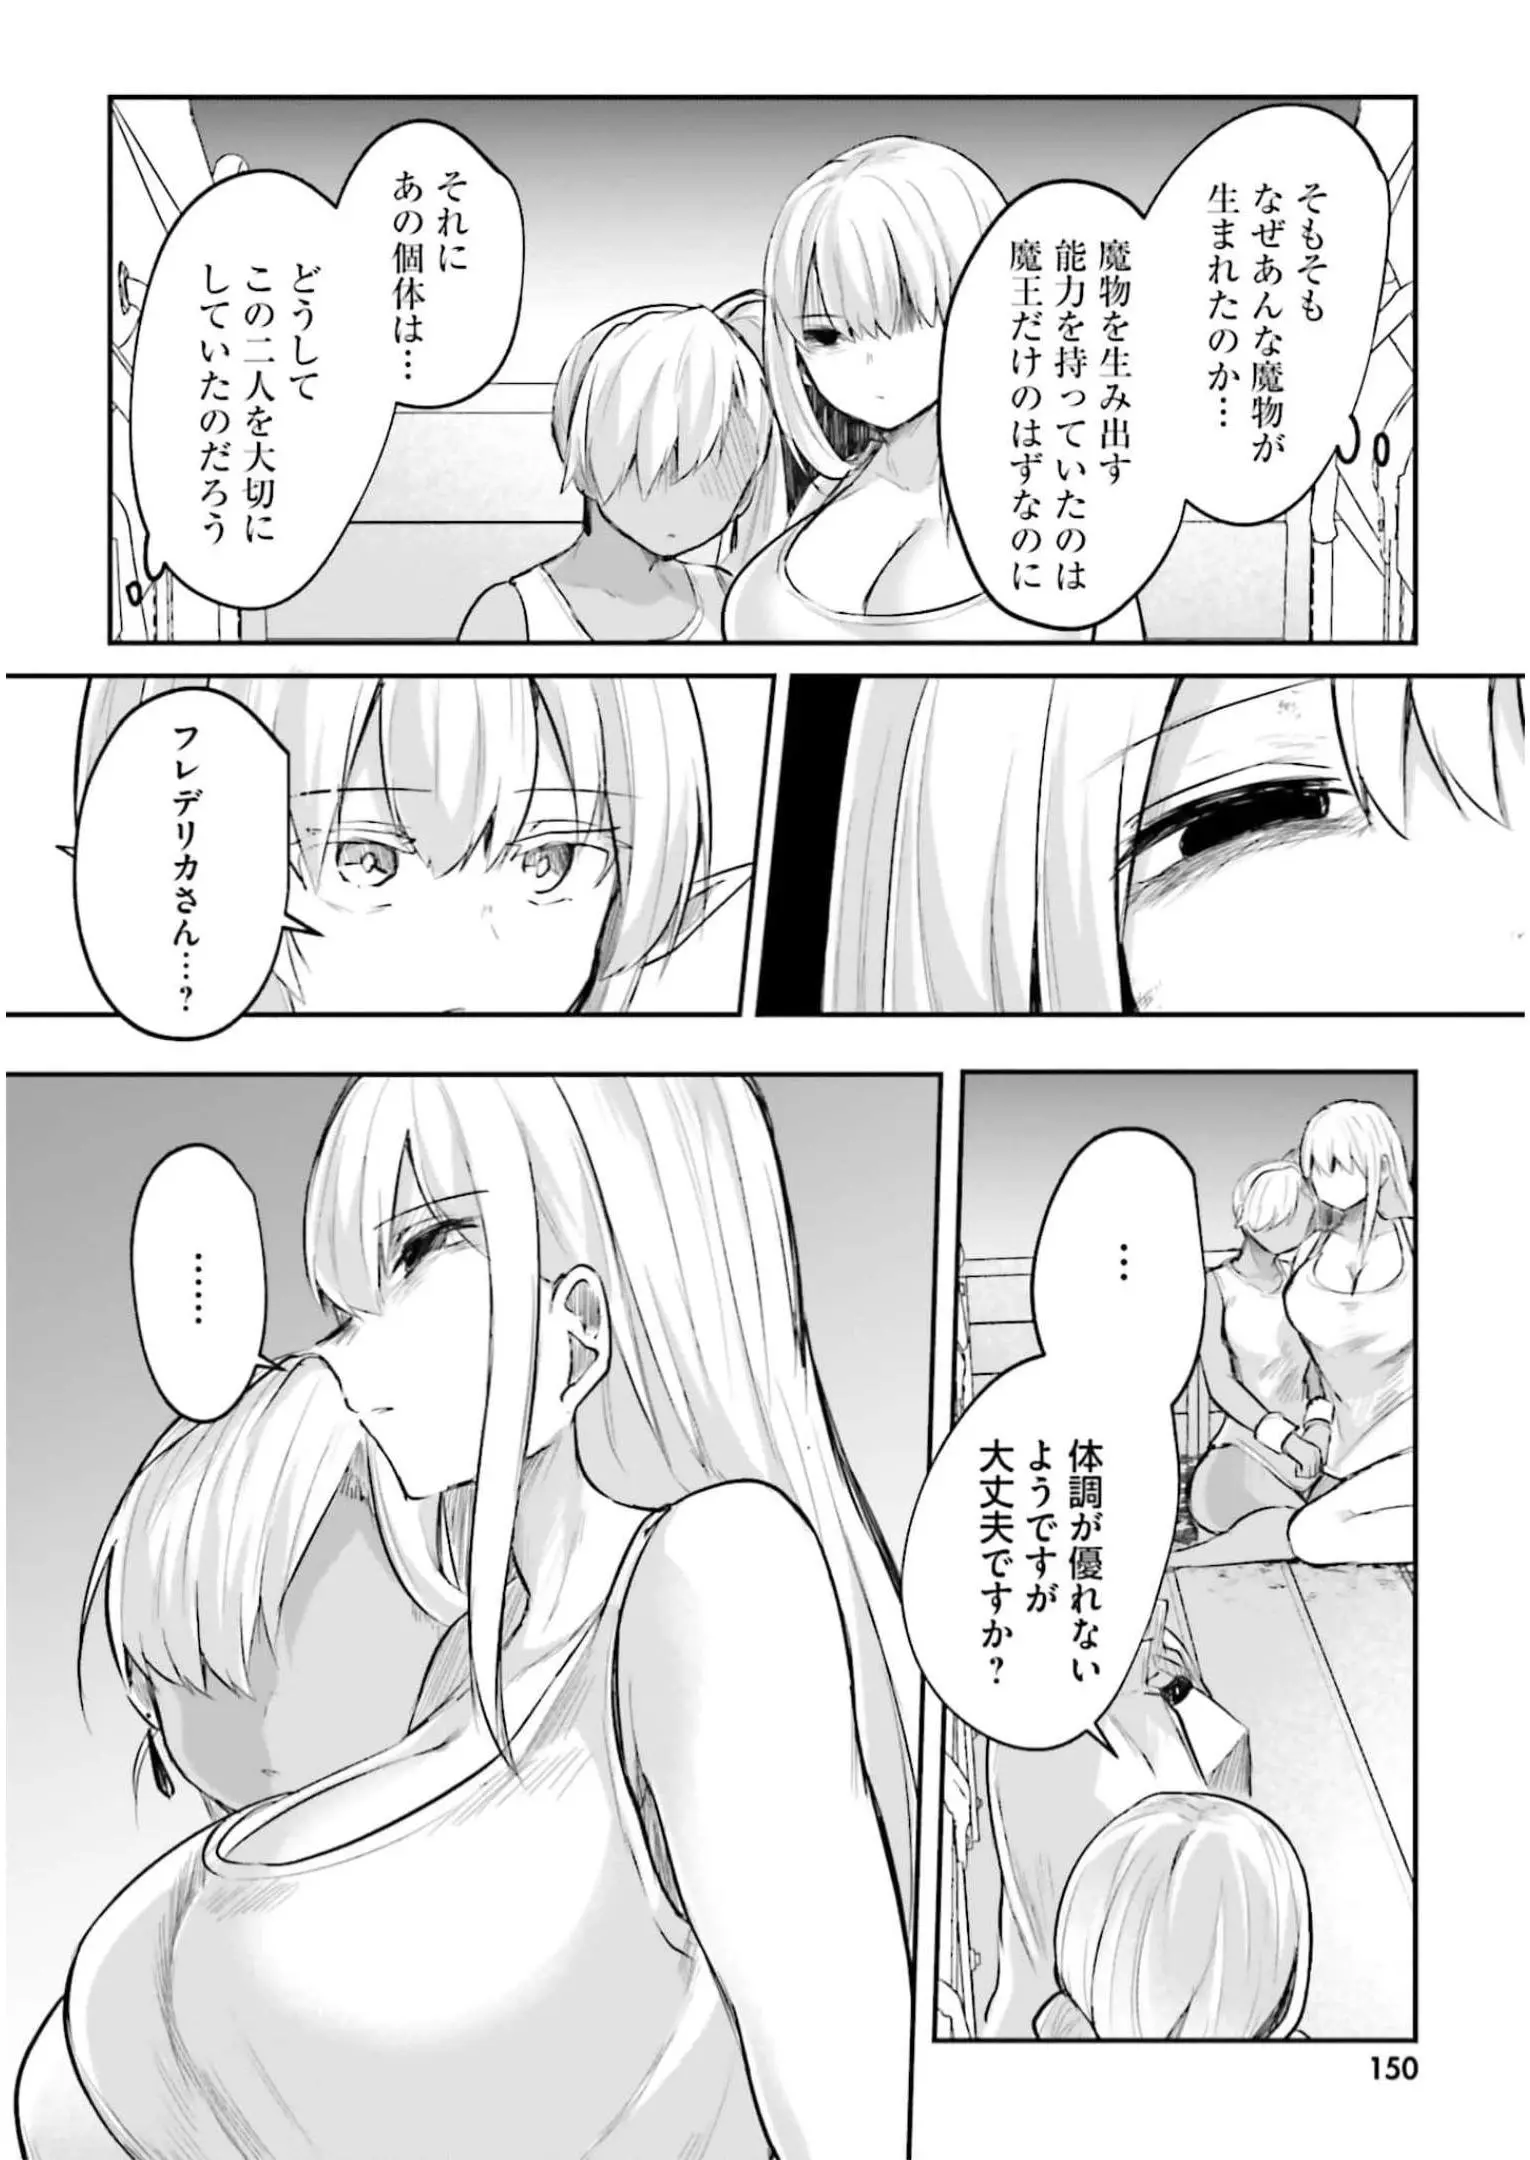 そもそも
なぜあんな魔物が
生まれたのか…
魔物を生み出す
能力を持っていたのは
魔王だけのはずなのに
それに
あの個体は…
どうして
この二人を大切に
していたのだろう
フレデリカさん…？
…
体調が優れない
ようですが
大丈夫ですか？
……
150